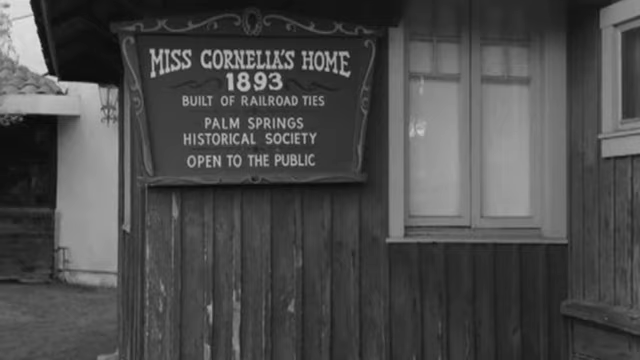 MISS CORNELIA'S HOME
1893
BUILT OF RAILROAD TIES
PALM SPRINGS
HISTORICAL SOCIETY
OPEN TO THE PUBLIC